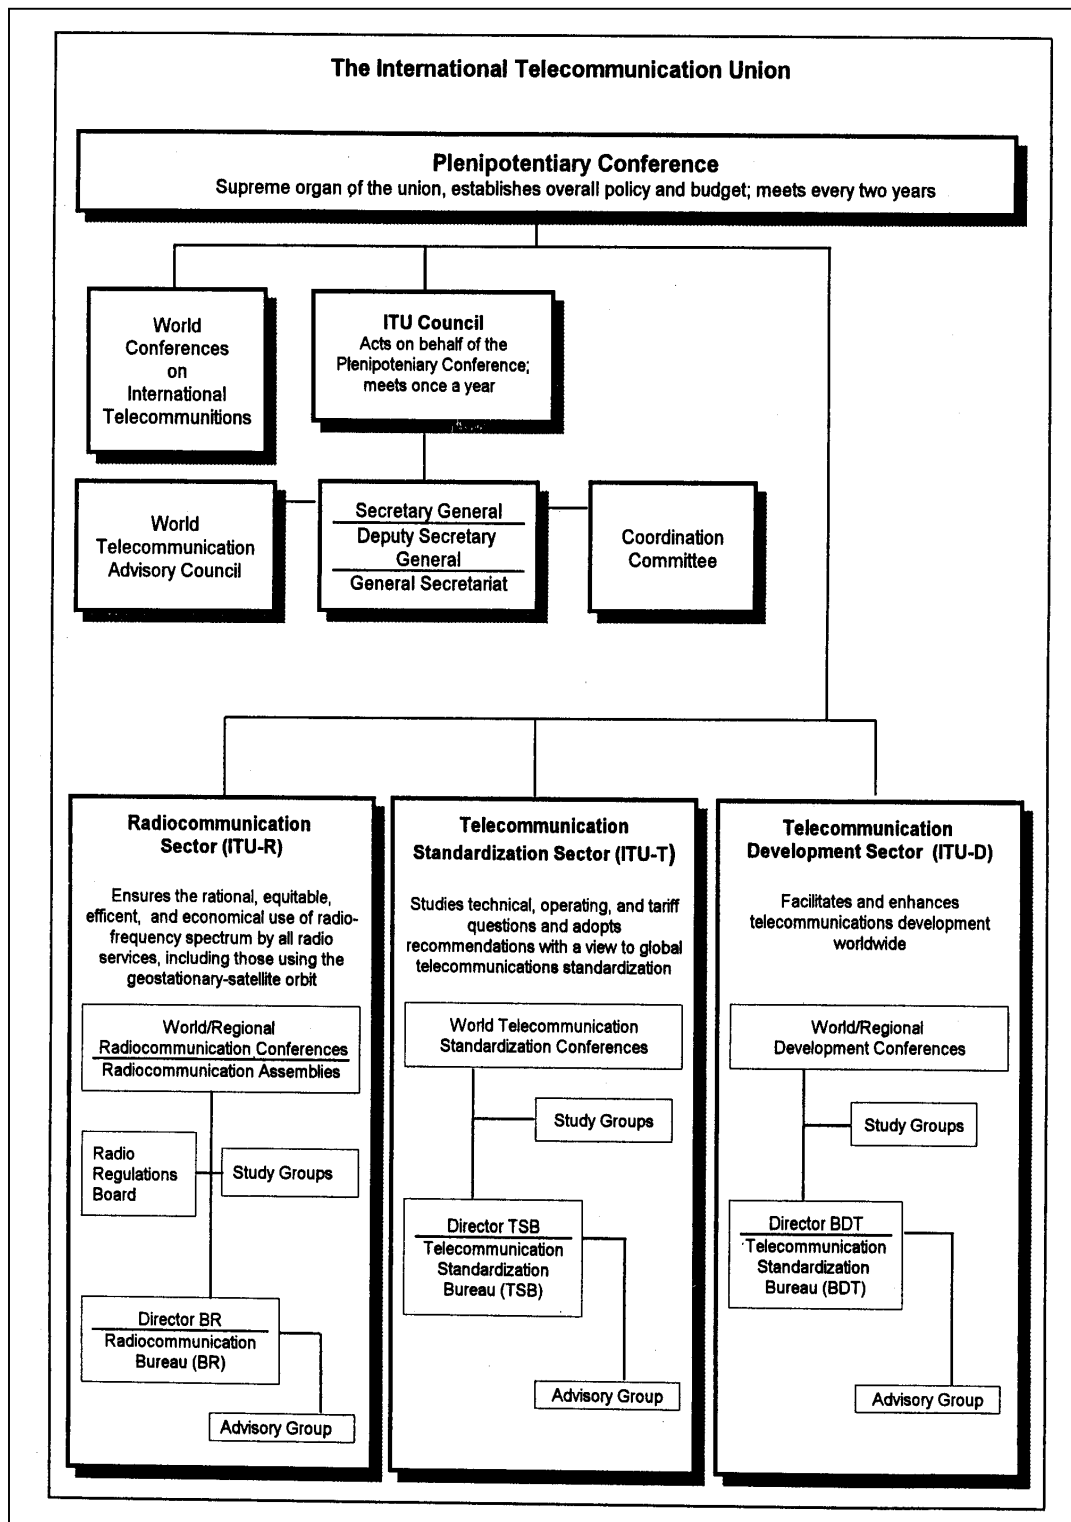 The International Telecommunication Union
Plenipotentiary Conference
Supreme organ of the union, establishes overall policy and budget; meets every two years
World
Conferences
on
International
Telecommunitions
ITU Council
Acts on behalf of the
Plenipoteniary Conference;
meets once a year
World
Telecommunication
Advisory Council
Secretary General
Deputy Secretary
General
General Secretariat
Coordination
Committee
Radiocommunication
Sector (ITU-R)
Ensures the rational, equitable,
efficent, and economical use of radio-
frequency spectrum by all radio
services, including those using the
geostationary-satellite orbit
World/Regional
Radiocommunication Conferences
Radiocommunication Assemblies
Radio
Regulations
Board
Study Groups
Director BR
Radiocommunication
Bureau (BR)
Advisory Group
Telecommunication
Standardization Sector (ITU-T)
Studies technical, operating, and tariff
questions and adopts
recommendations with a view to global
telecommunications standardization
World Telecommunication
Standardization Conferences
Study Groups
Director TSB
Telecommunication
Standardization
Bureau (TSB)
Advisory Group
Telecommunication
Development Sector (ITU-D)
Facilitates and enhances
telecommunications development
worldwide
World/Regional
Development Conferences
Study Groups
Director BDT
Telecommunication
Standardization
Bureau (BDT)
Advisory Group